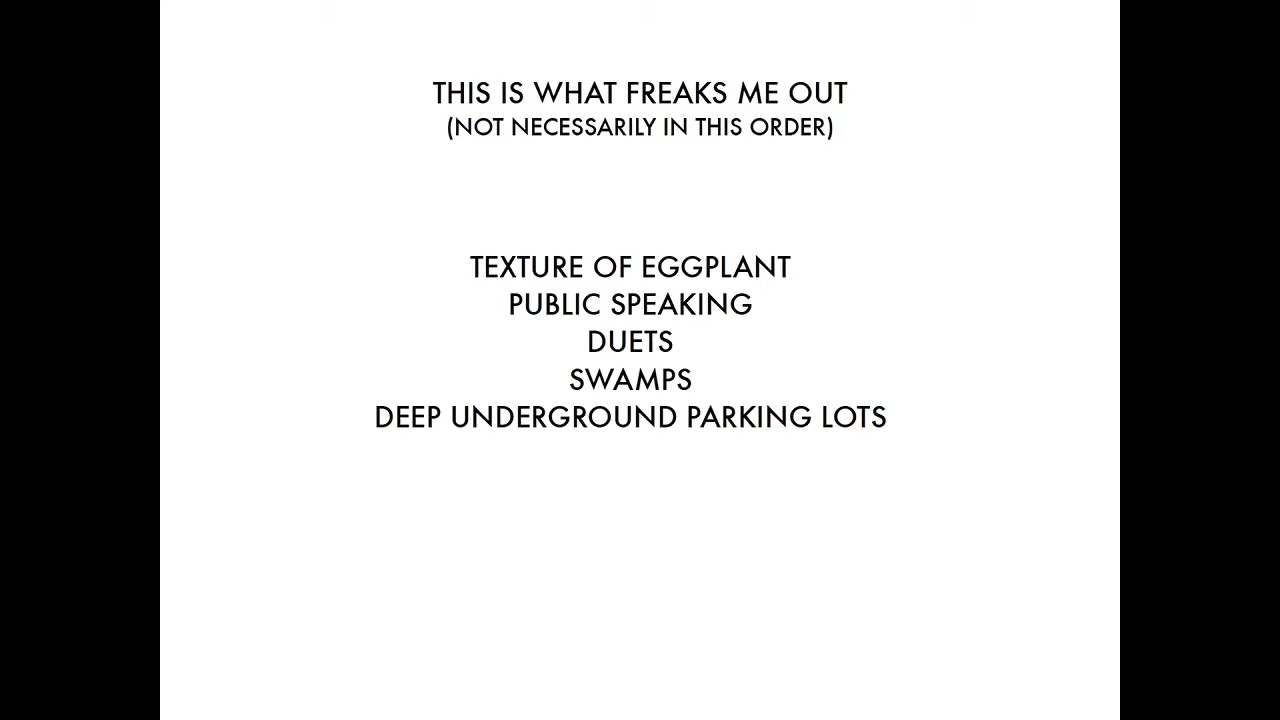 THIS IS WHAT FREAKS ME OUT
(NOT NECESSARILY IN THIS ORDER)
TEXTURE OF EGGPLANT
PUBLIC SPEAKING
DUETS
SWAMPS
DEEP UNDERGROUND PARKING LOTS